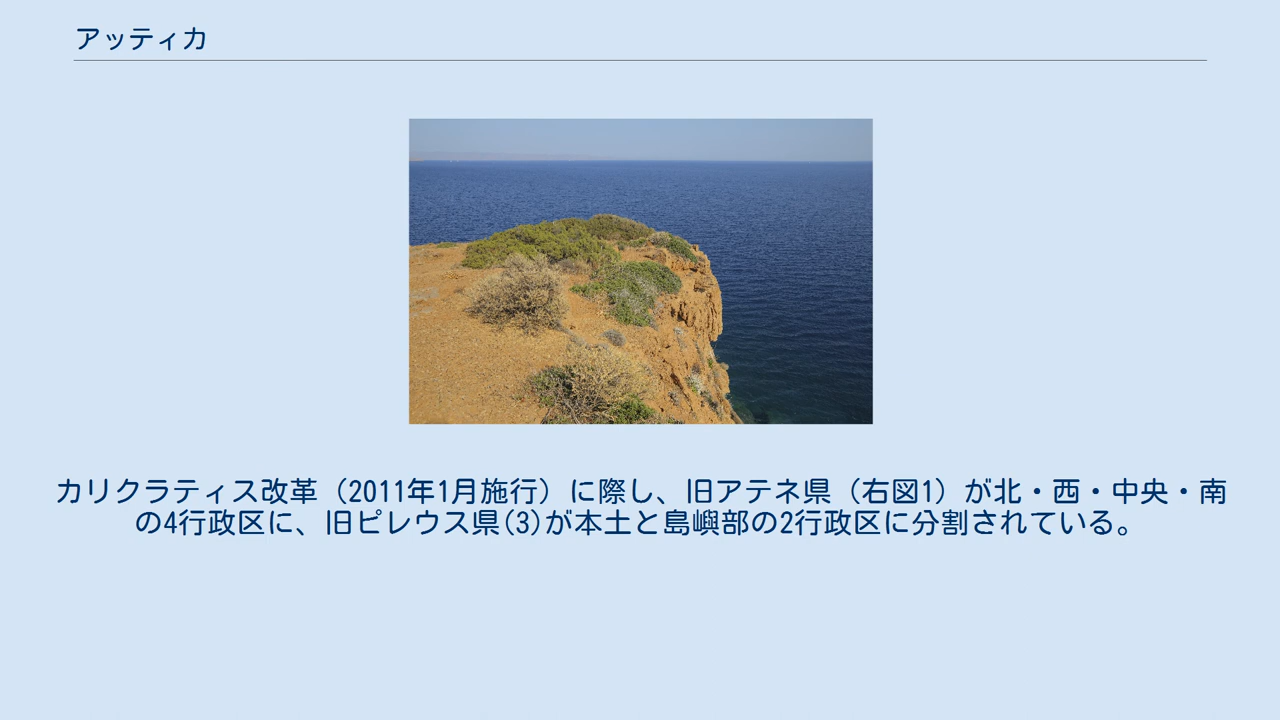 アッティカ
カリクラティス改革（2011年1月施行）に際し、旧アテネ県（右図1）が北・西・中央・南
の4行政区に、旧ピレウス県(3)が本土と島嶼部の2行政区に分割されている。